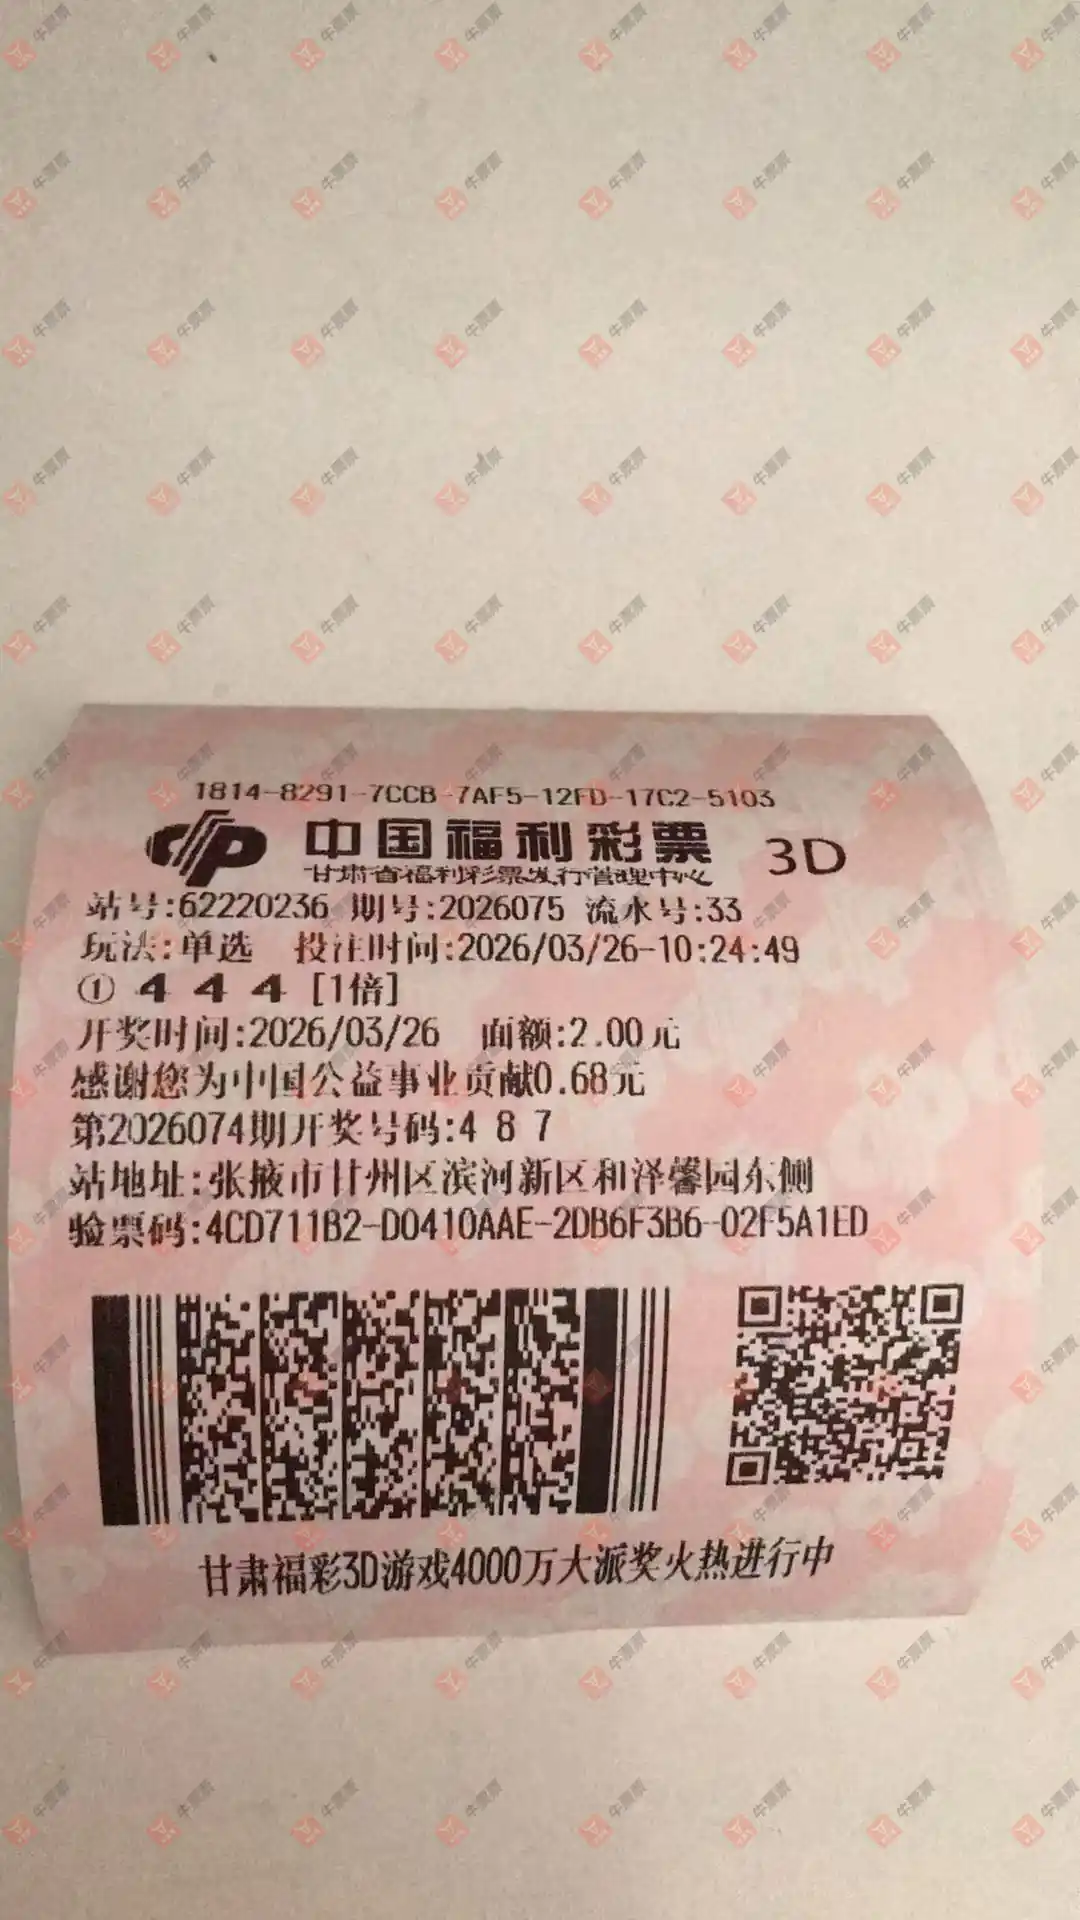 1814-8291-7CCB-7AF5-12FD-17C2-5103
中国福利彩票 3D
甘肃省福利彩票发行管理中心
站号:62220236 期号:2026075 流水号:33
玩法:单选 投注时间:2026/03/26-10:24:49
① 4 4 4 [1倍]
开奖时间:2026/03/26 面额:2.00元
感谢您为中国公益事业贡献0.68元
第2026074期开奖号码:4 8 7
站地址:张掖市甘州区滨河新区和泽馨园东侧
验票码:4CD711B2-D0410AAE-2DB6F3B6-02F5A1ED
甘肃福彩3D游戏4000万大派奖火热进行中
牛票票